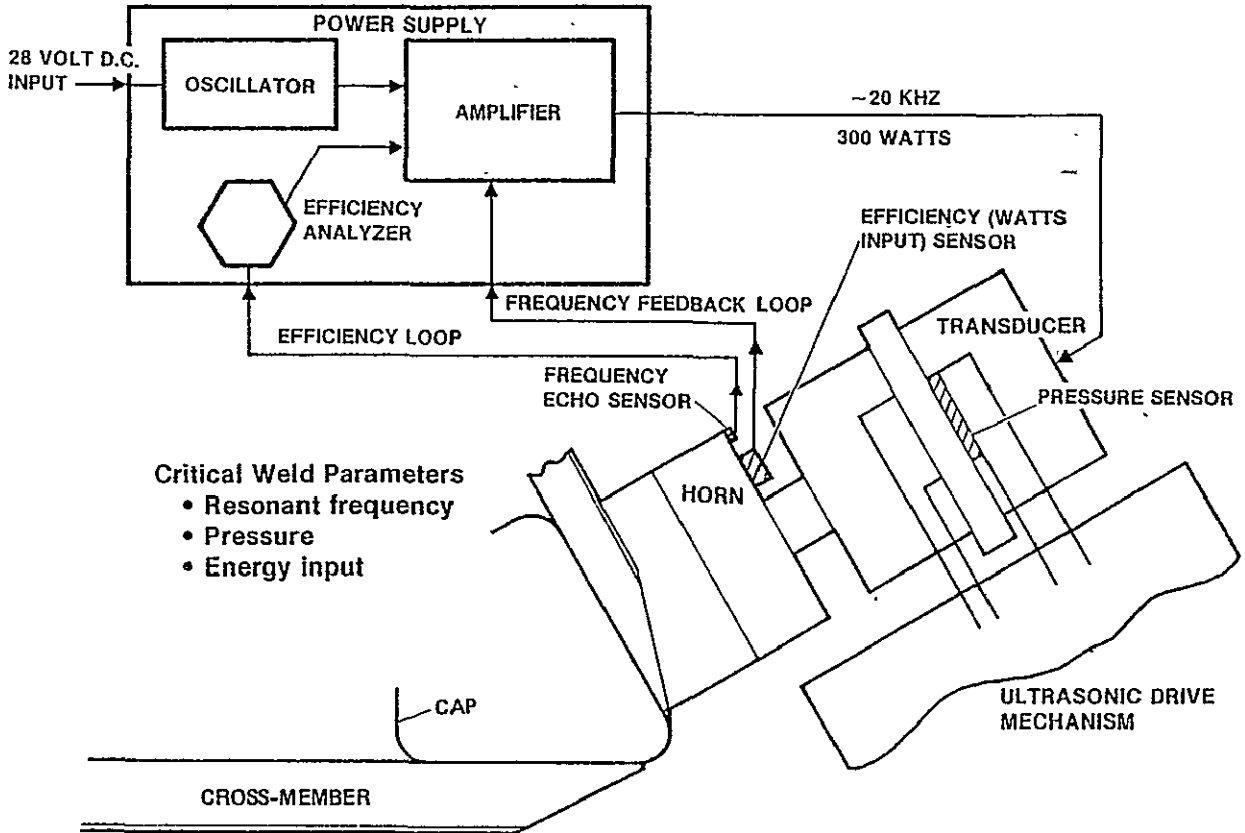 POWER SUPPLY
28 VOLT D.C.
INPUT
OSCILLATOR
AMPLIFIER
~20 KHZ
300 WATTS
EFFICIENCY
ANALYZER
EFFICIENCY (WATTS
INPUT) SENSOR
FREQUENCY FEEDBACK LOOP
EFFICIENCY LOOP
TRANSDUCER
FREQUENCY
ECHO SENSOR
PRESSURE SENSOR
Critical Weld Parameters
• Resonant frequency
• Pressure
• Energy input
HORN
CAP
ULTRASONIC DRIVE
MECHANISM
CROSS-MEMBER